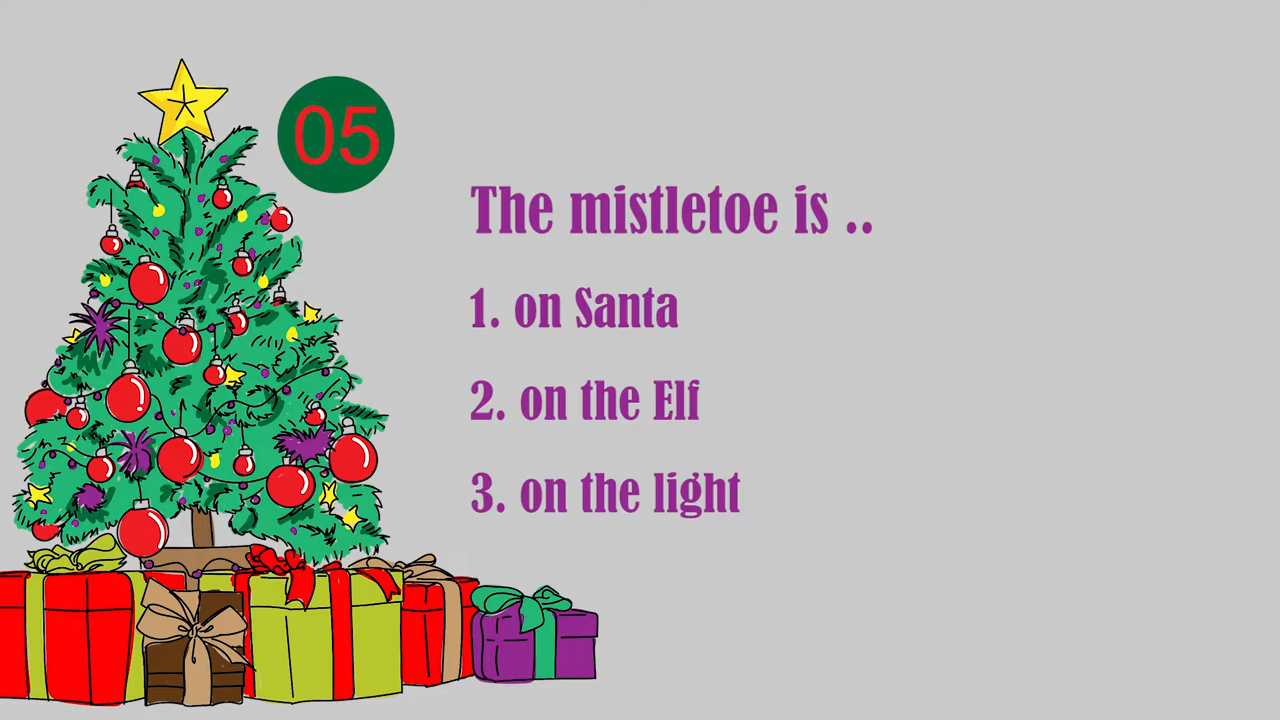 05
The mistletoe is ..
1. on Santa
2. on the Elf
3. on the light